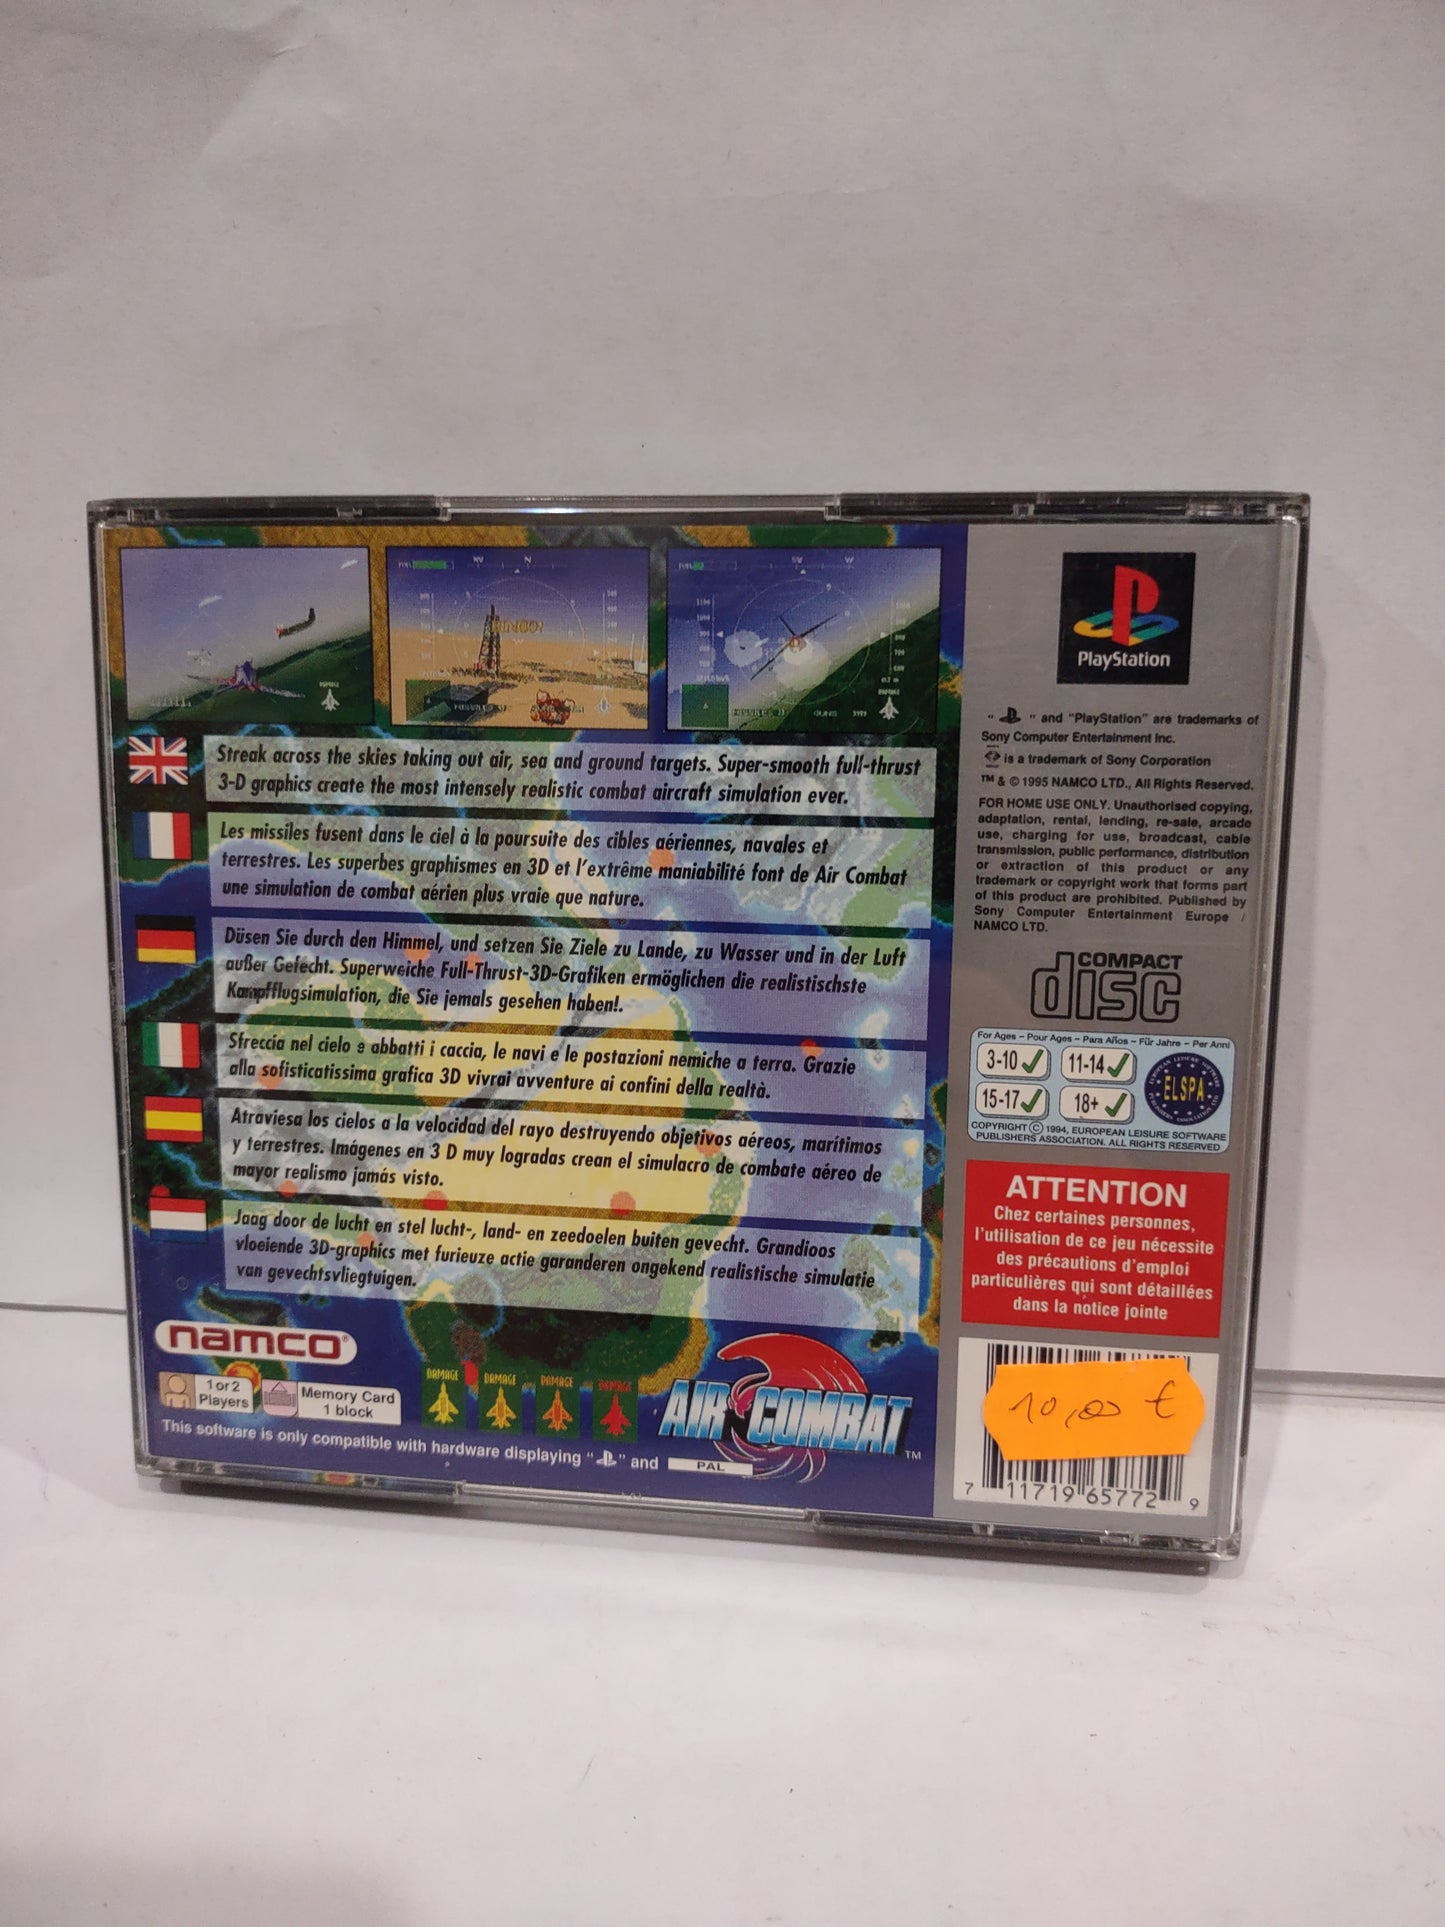 Streak across the skies taking out air, sea and ground targets. Super-smooth full-thrust
3-D graphics create the most intensely realistic combat aircraft simulation ever.
Les missiles fusent dans le ciel à la poursuite des cibles aériennes, navales et
terrestres. Les superbes graphismes en 3D et l'extrême maniabilité font de Air Combat
une simulation de combat aérien plus vraie que nature.
Düsen Sie durch den Himmel, und setzen Sie Ziele zu Lande, zu Wasser und in der Luft
außer Gefecht. Superweiche Full-Thrust-3D-Grafiken ermöglichen die realistischste
Kampfflugsimulation, die Sie jemals gesehen haben!.
Sfreccia nel cielo e abbatti i caccia, le navi e le postazioni nemiche a terra. Grazie
alla sofisticatissima grafica 3D vivrai avventure ai confini della realtà.
Atraviesa los cielos a la velocidad del rayo destruyendo objetivos aéreos, marítimos
y terrestres. Imágenes en 3 D muy logradas crean el simulacro de combate aéreo de
mayor realismo jamás visto.
Jaag door de lucht en stel lucht-, land- en zeedoelen buiten gevecht. Grandioos
vloeiende 3D-graphics met furieuze actie garanderen ongekend realistische simulatie
van gevechtsvliegtuigen.
namco®
1 or 2
Players
Memory Card
1 block
DAMAGE DAMAGE DAMAGE DAMAGE
AIR COMBAT™
This software is only compatible with hardware displaying " " and PAL
PlayStation
" " and "PlayStation" are trademarks of
Sony Computer Entertainment Inc.
is a trademark of Sony Corporation
™ & © 1995 NAMCO LTD., All Rights Reserved.
FOR HOME USE ONLY. Unauthorised copying,
adaptation, rental, lending, re-sale, arcade
use, charging for use, broadcast, cable
transmission, public performance, distribution
or extraction of this product or any
trademark or copyright work that forms part
of this product are prohibited. Published by
Sony Computer Entertainment Europe /
NAMCO LTD.
COMPACT
disc
For Ages – Pour Ages – Para Años – Für Jahre – Per Anni
3-10 11-14
15-17 18+
ELSPA
COPYRIGHT © 1994, EUROPEAN LEISURE SOFTWARE
PUBLISHERS ASSOCIATION. ALL RIGHTS RESERVED
ATTENTION
Chez certaines personnes,
l'utilisation de ce jeu nécessite
des précautions d'emploi
particulières qui sont détaillées
dans la notice jointe
10,00 €
7 11719 65772 9